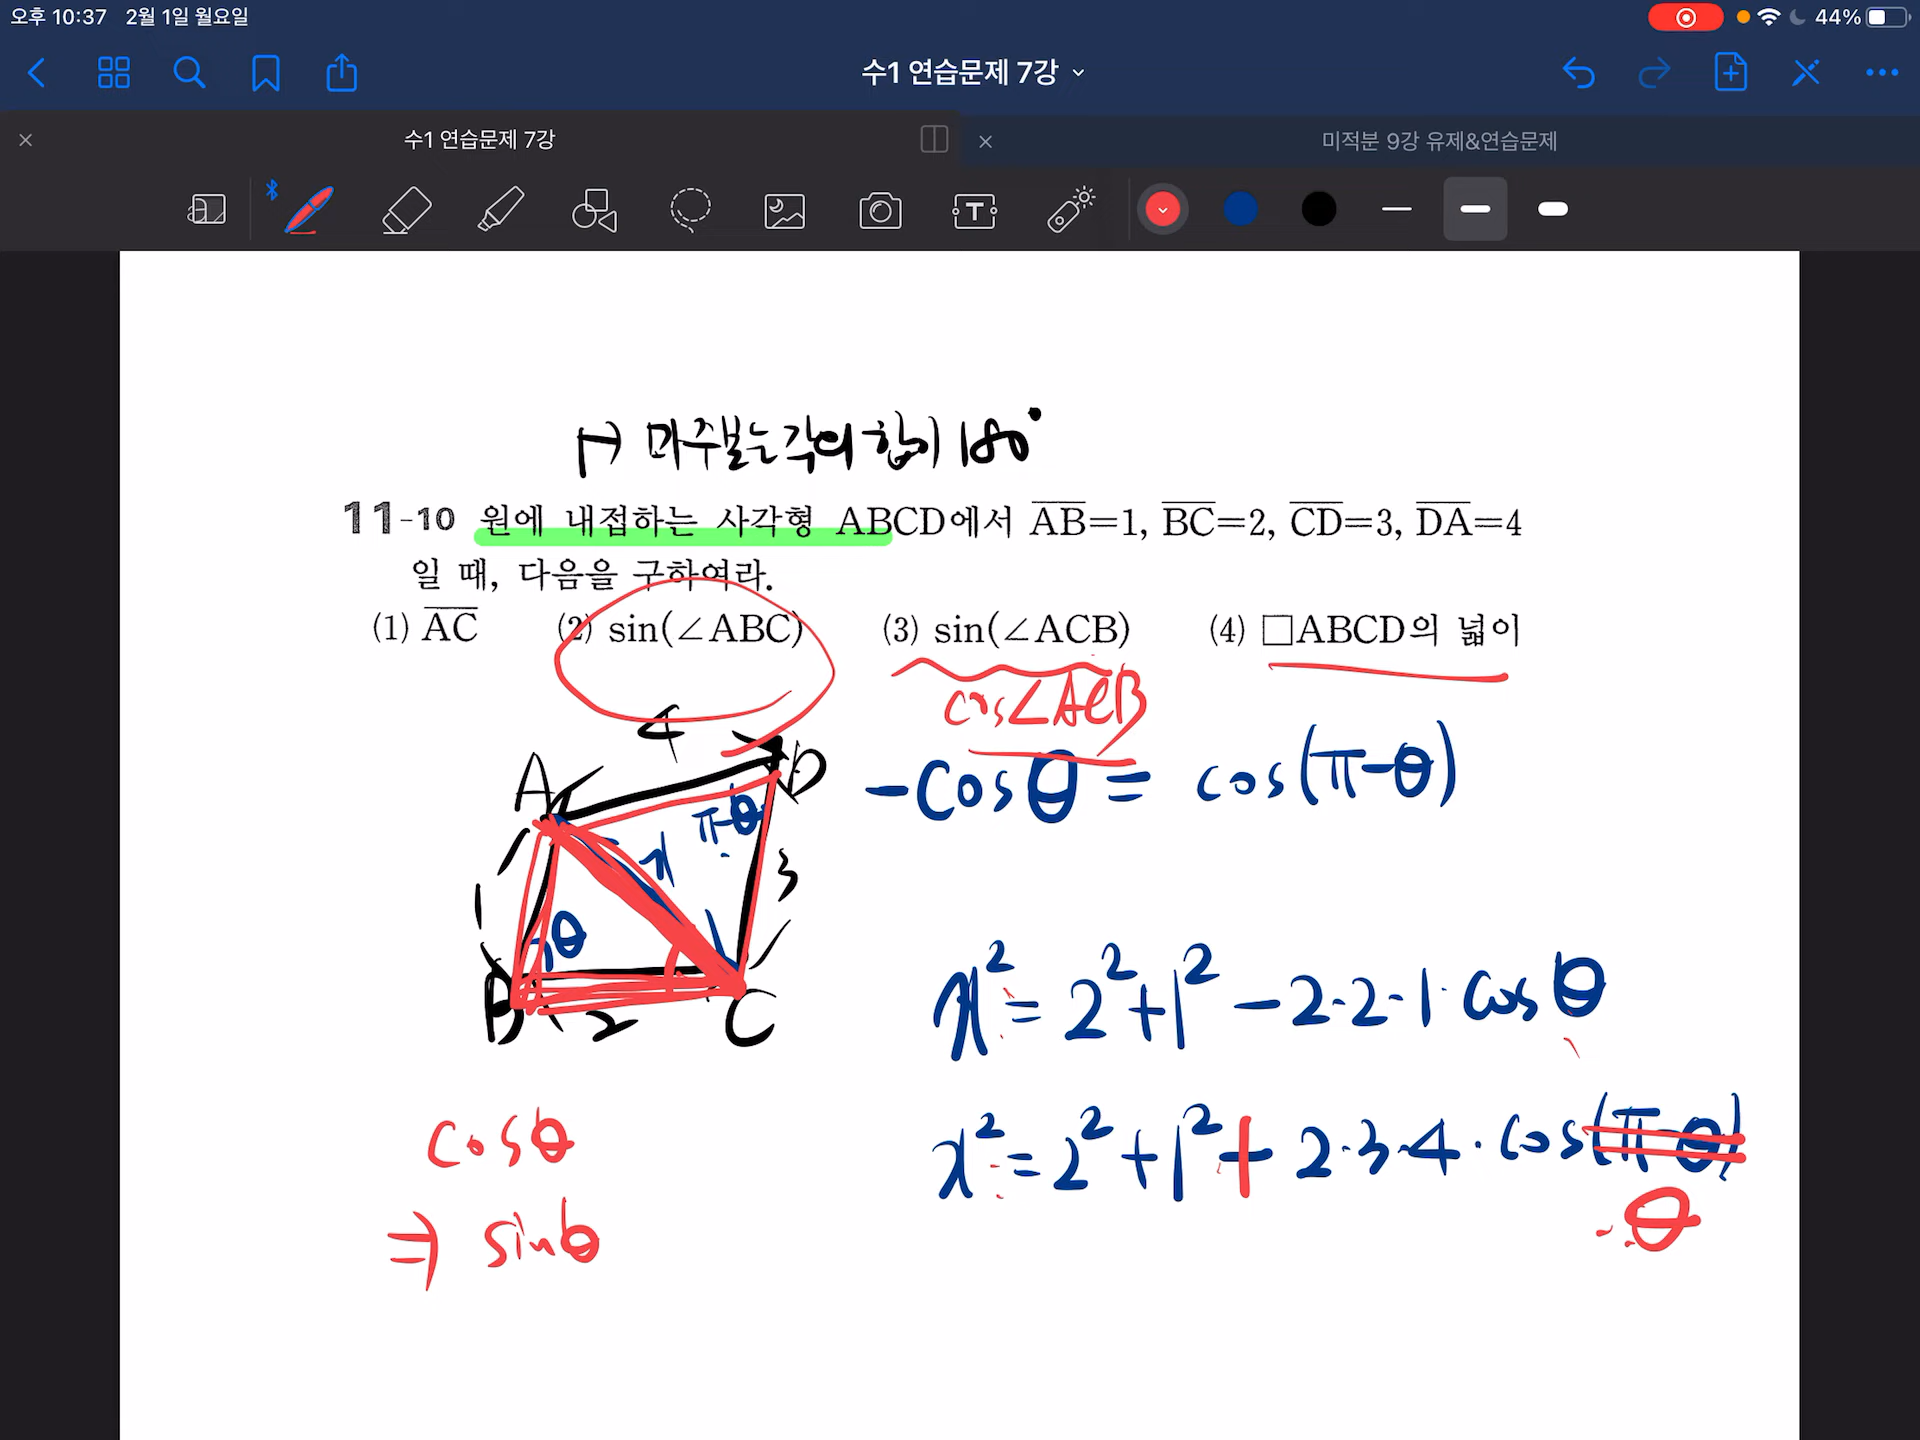 오후 10:37 2월 1일 월요일
44%
수1 연습문제 7강
수1 연습문제 7강
미적분 9강 유제&연습문제
→ 마주보는 각의 합이 180°
11-10 원에 내접하는 사각형 ABCD에서 AB=1, BC=2, CD=3, DA=4
일 때, 다음을 구하여라.
(1) AC (2) sin(∠ABC) (3) sin(∠ACB) (4) □ABCD의 넓이
cos∠ACB
4
A
D
-cosθ = cos(π-θ)
π-θ
x
3
1
θ
B
2
C
x²=2²+1²-2·2·1·cosθ
cosθ
x²=2²+1²+2·3·4·cos(π-θ)
θ
⇒ sinθ